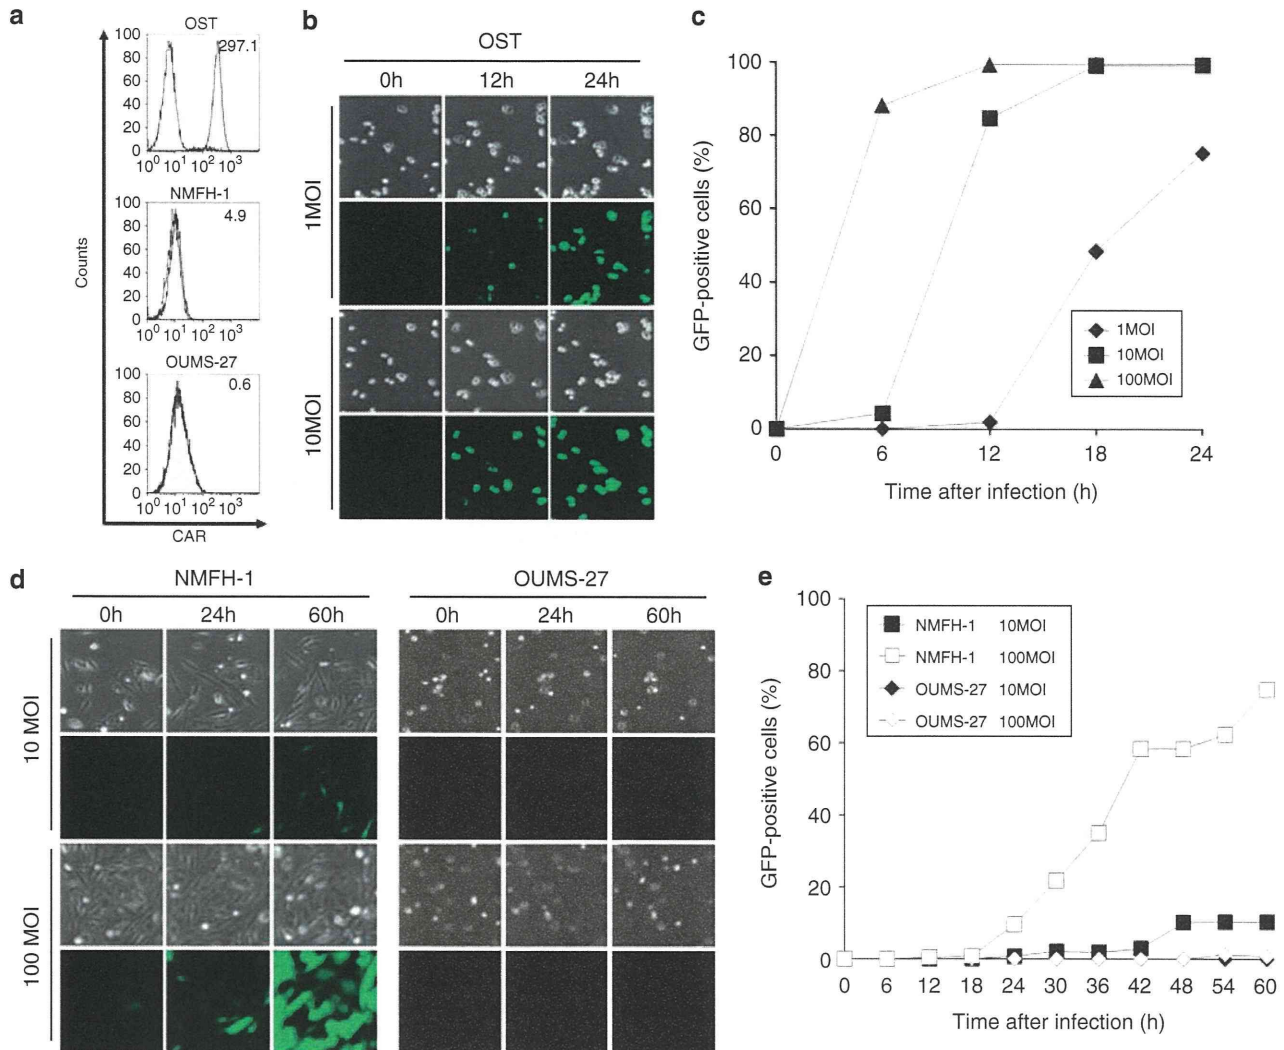 a
OST
297.1
100
80
60
40
20
0
10⁰ 10¹ 10² 10³
NMFH-1
4.9
100
80
60
40
20
0
10⁰ 10¹ 10² 10³
OUMS-27
0.6
100
80
60
40
20
0
10⁰ 10¹ 10² 10³
Counts
CAR
b
OST
0h 12h 24h
1MOI
10MOI
c
100
80
60
40
20
0
GFP-positive cells (%)
1MOI
10MOI
100MOI
0 6 12 18 24
Time after infection (h)
d
NMFH-1
0h 24h 60h
OUMS-27
0h 24h 60h
10 MOI
100 MOI
e
100
80
60
40
20
0
GFP-positive cells (%)
NMFH-1 10MOI
NMFH-1 100MOI
OUMS-27 10MOI
OUMS-27 100MOI
0 6 12 18 24 30 36 42 48 54 60
Time after infection (h)